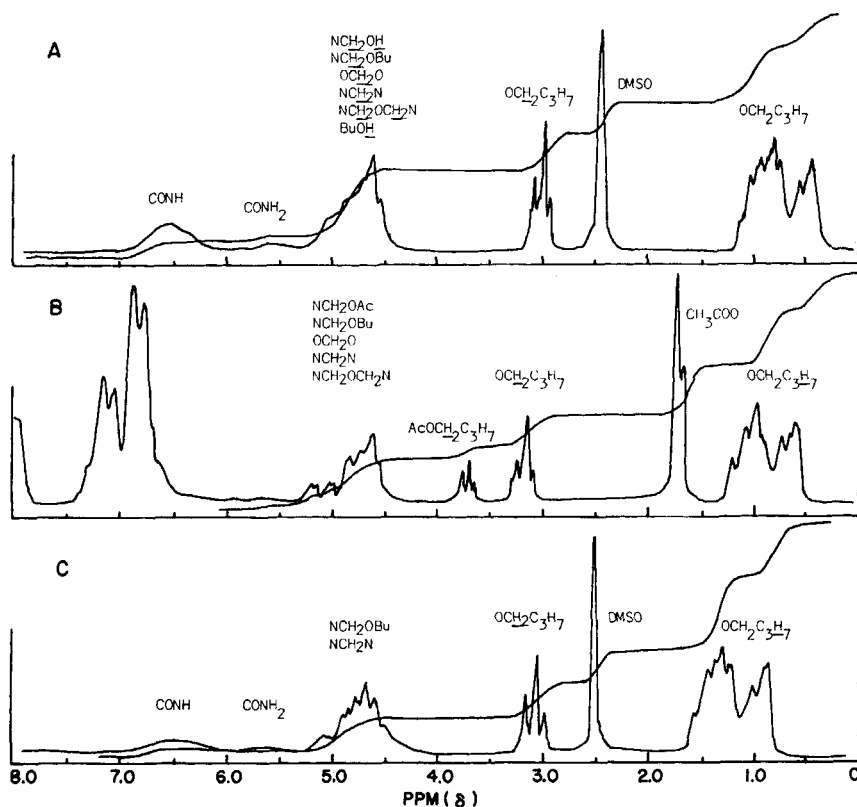 A
NCH2OH
NCH2OBu
OCH2O
NCH2N
NCH2OCH2N
BuOH
CONH
CONH2
OCH2C3H7
DMSO
OCH2C3H7
B
NCH2OAc
NCH2OBu
OCH2O
NCH2N
NCH2OCH2N
AcOCH2C3H7
OCH2C3H7
CH3COO
OCH2C3H7
C
NCH2OBu
NCH2N
CONH
CONH2
OCH2C3H7
DMSO
OCH2C3H7
8.0 7.0 6.0 5.0 4.0 3.0 2.0 1.0 0
PPM(δ)